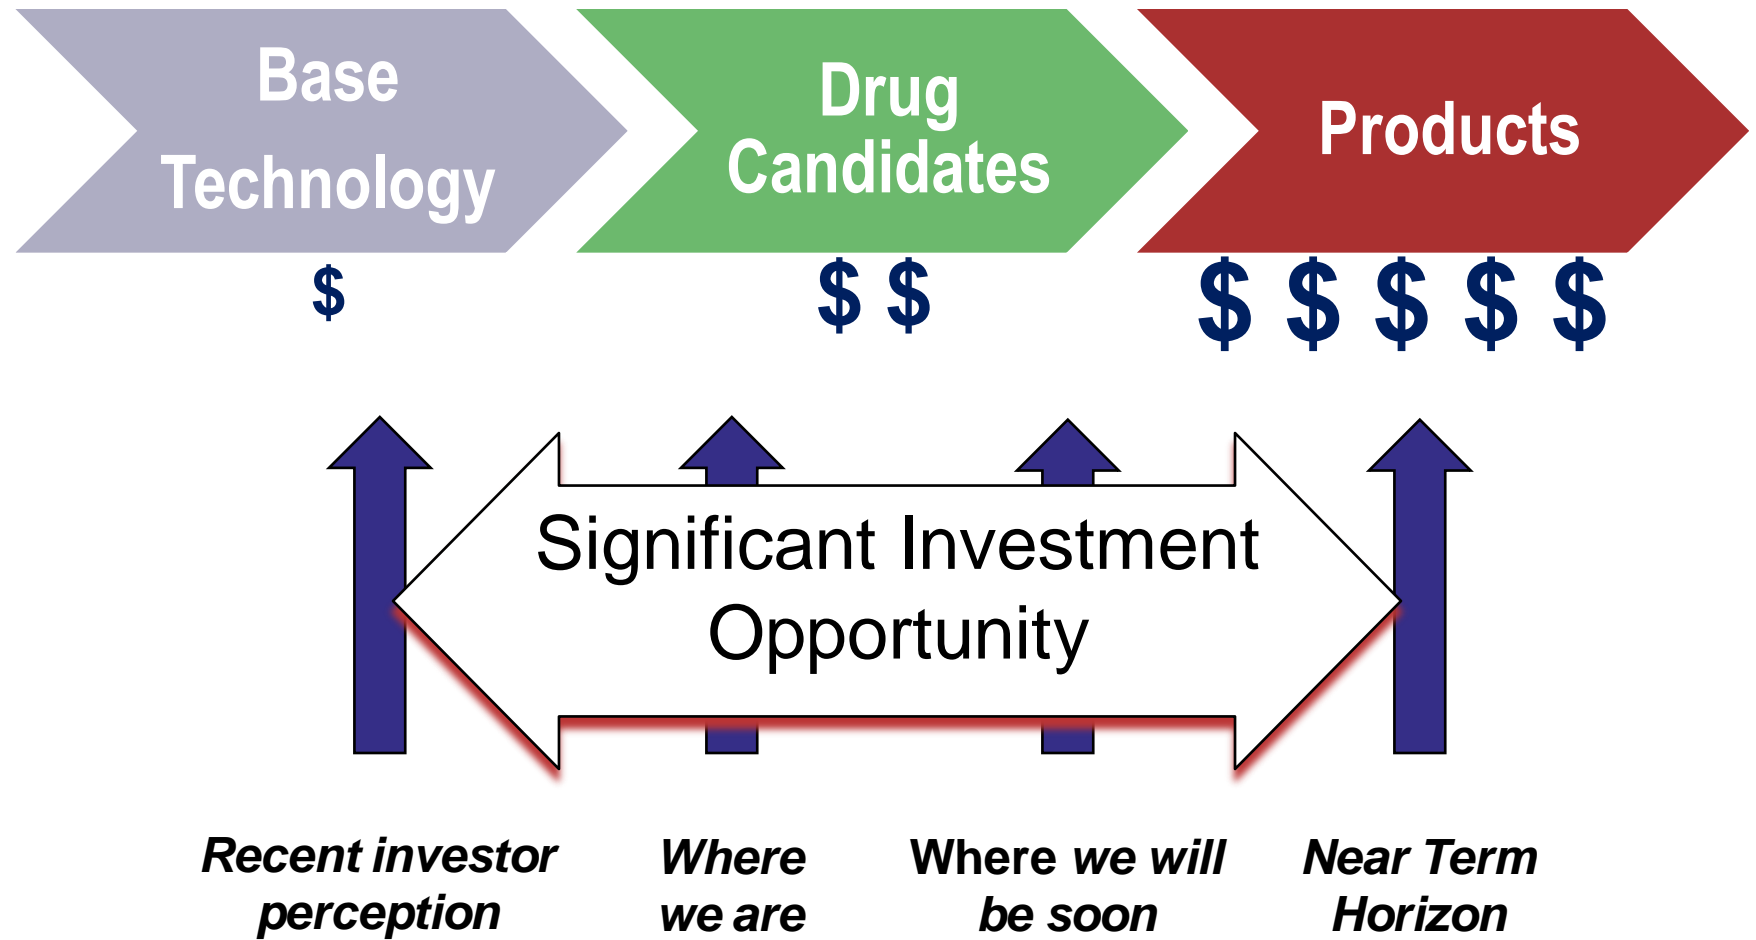 Base
Technology
Drug
Candidates
Products
$
$ $
$ $ $ $ $
Significant Investment
Opportunity
Recent investor
perception
Where
we are
Where we will
be soon
Near Term
Horizon